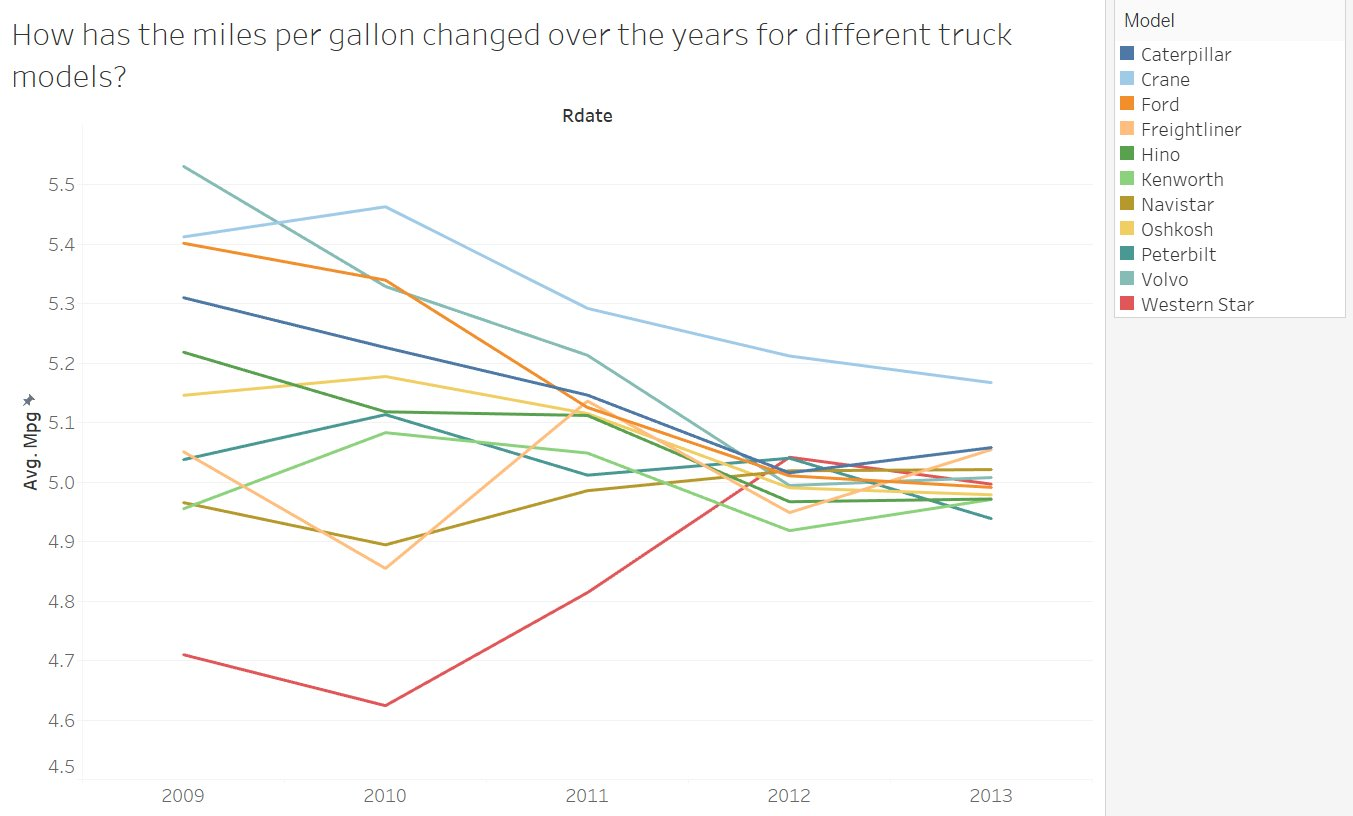 How has the miles per gallon changed over the years for different truck
models?
Rdate
Avg. Mpg
5.5
5.4
5.3
5.2
5.1
5.0
4.9
4.8
4.7
4.6
4.5
2009 2010 2011 2012 2013
Model
Caterpillar
Crane
Ford
Freightliner
Hino
Kenworth
Navistar
Oshkosh
Peterbilt
Volvo
Western Star